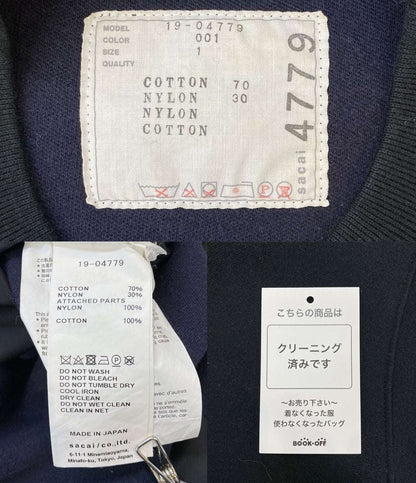 MODEL 19-04779
COLOR 001
SIZE 1
QUALITY
COTTON 70
NYLON 30
NYLON
COTTON
sacai 4779
19-04779
COTTON 70%
NYLON 30%
ATTACHED PARTS
NYLON 100%
COTTON 100%
DO NOT WASH
DO NOT BLEACH
DO NOT TUMBLE DRY
COOL IRON
DRY CLEAN
DO NOT WET CLEAN
CLEAN IN NET
MADE IN JAPAN
sacai/co.,ltd.
6-11-1 Minamiaoyama,
Minato-ku, Tokyo, Japan
こちらの商品は
クリーニング
済みです
〜お売り下さい〜
着なくなった服
使わなくなったバッグ
BOOK-OFF